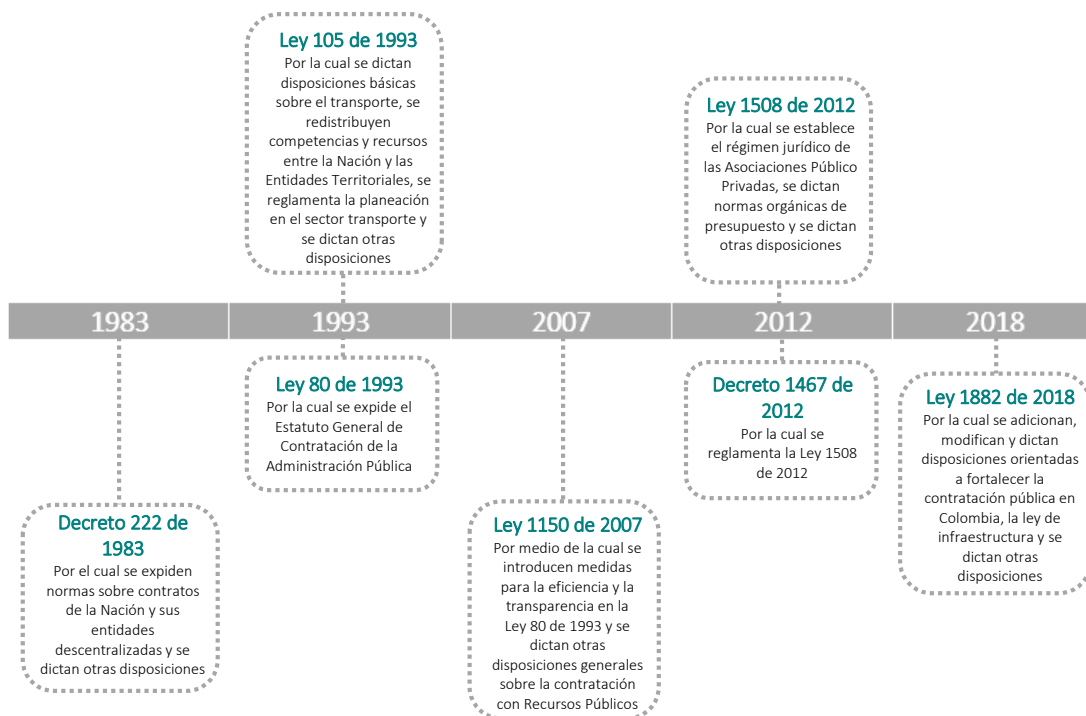 Ley 105 de 1993
Por la cual se dictan
disposiciones básicas
sobre el transporte, se
redistribuyen
competencias y recursos
entre la Nación y las
Entidades Territoriales, se
reglamenta la planeación
en el sector transporte y
se dictan otras
disposiciones
Ley 1508 de 2012
Por la cual se establece
el régimen jurídico de
las Asociaciones Público
Privadas, se dictan
normas orgánicas de
presupuesto y se dictan
otras disposiciones
1983
1993
2007
2012
2018
Decreto 222 de
1983
Por el cual se expiden
normas sobre contratos
de la Nación y sus
entidades
descentralizadas y se
dictan otras disposiciones
Ley 80 de 1993
Por la cual se expide el
Estatuto General de
Contratación de la
Administración Pública
Ley 1150 de 2007
Por medio de la cual se
introducen medidas
para la eficiencia y la
transparencia en la
Ley 80 de 1993 y se
dictan otras
disposiciones generales
sobre la contratación
con Recursos Públicos
Decreto 1467 de
2012
Por la cual se
reglamenta la Ley 1508
de 2012
Ley 1882 de 2018
Por la cual se adicionan,
modifican y dictan
disposiciones orientadas
a fortalecer la
contratación pública en
Colombia, la ley de
infraestructura y se
dictan otras
disposiciones